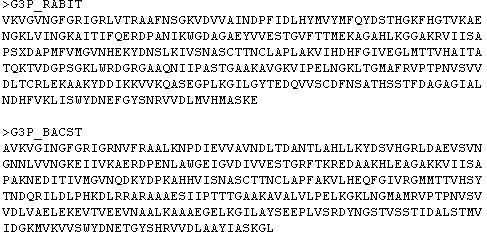 >G3P_RABIT
VKVGVNGFGRIGRLVTRAAFNSGKVDVVAINDPFIDLHYMVYMFQYDSTHGKFHGTVKAE
NGKLVINGKAITIFQERDPANIKWGDAGAEYVVESTGVFTTMEKAGAHLKGGAKRVIISA
PSXDAPMFVMGVNHEKYDNSLKIVSNASCTTNCLAPLAKVIHDHFGIVEGLMTTVHAITA
TQKTVDGPSGKLWRDGRGAAQNIIPASTGAAKAVGKVIPELNGKLTGMAFRVPTPNVSVV
DLTCRLEKAAKYDDIKKVVKQASEGPLKGILGYTEDQVVSCDFNSATHSSTFDAGAGIAL
NDHFVKLISWYDNEFGYSNRVVDLMVHMASKE
>G3P_BACST
AVKVGINGFGRIGRNVFRAALKNPDIEVVAVNDLTDANTLAHLLKYDSVHGRLDAEVSVN
GNNLVVNGKEIIVKAERDPENLAWGEIGVDIVVESTGRFTKREDAAKHLEAGAKKVIISA
PAKNEDITIVMGVNQDKYDPKAHHVISNASCTTNCLAPFAKVLHEQFGIVRGMMTTVHSY
TNDQRILDLPHKDLRRARAAAESIIPTTTGAAKAVALVLPELKGKLNGMAMRVPTPNVSV
VDLVAELEKEVTVEEVNAALKAAAEGELKGILAYSEEPLVSRDYNGSTVSSTIDALSTMV
IDGKMVKVVSWYDNETGYSHRVVDLAAYIASKGL